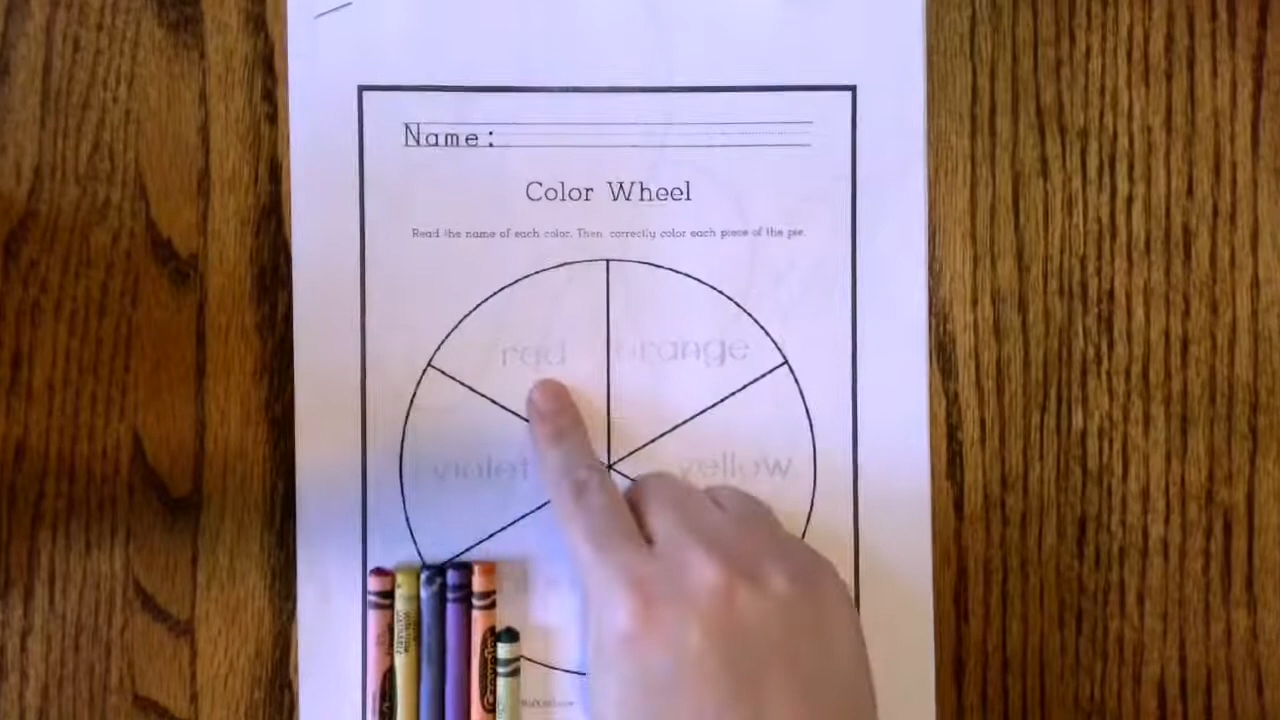 Name:
Color Wheel
Read the name of each color. Then, correctly color each piece of the pie.
red orange
violet yellow